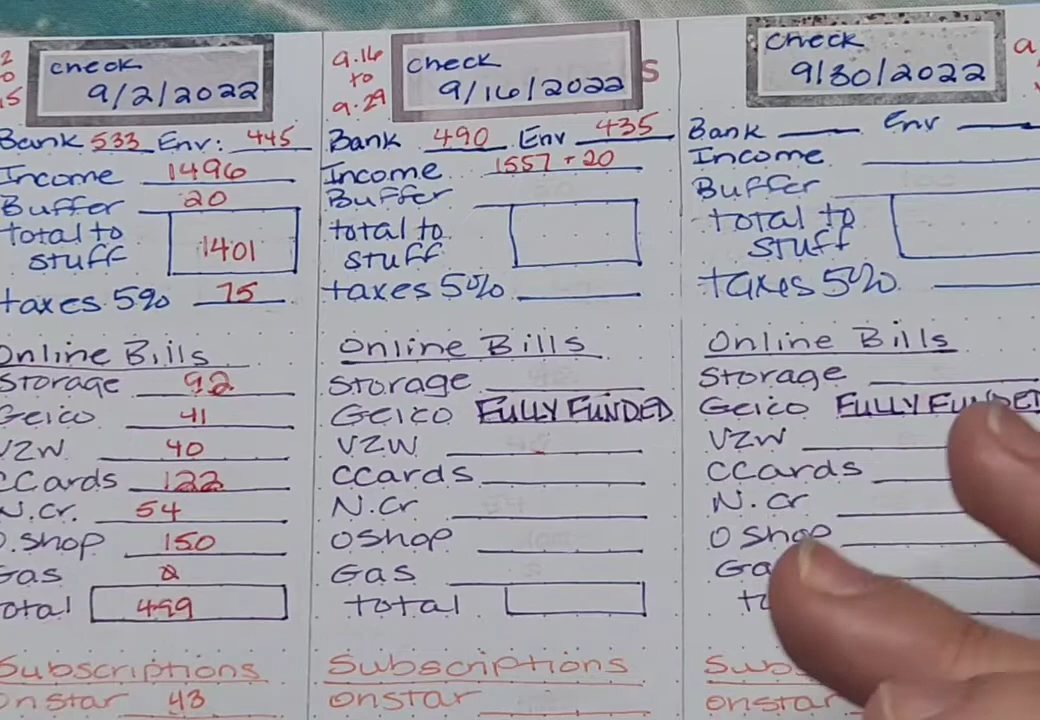 check
9/2/2022
Bank 533 Env: 445
Income 1496
Buffer 20
total to
stuff 1401
taxes 5% 75
Online Bills
Storage 92
Geico 41
VZW 40
CCards 122
N.Cr. 54
O.Shop 150
Gas
total 499
Subscriptions
onstar 43
9.16
to
9.29
check
9/16/2022
S
Bank 490 Env 435
Income 1557 + 20
Buffer
total to
stuff
taxes 5%
Online Bills
Storage
Geico FULLY FUNDED
VZW
CCards
N.Cr
OShop
Gas
total
Subscriptions
onstar
check
9/30/2022
Bank Env
Income
Buffer
total to
stuff
taxes 5%
Online Bills
Storage
Geico FULLY
VZW
CCards
N.Cr
OShop
onstar